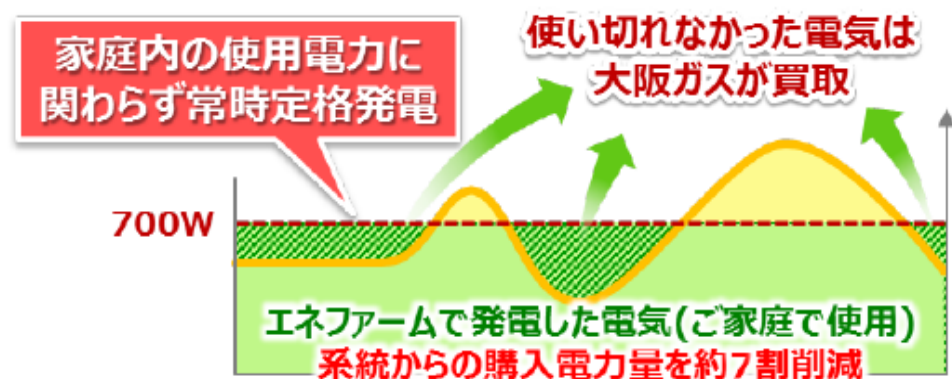 家庭内の使用電力に
関わらず常時定格発電
使い切れなかった電気は
大阪ガスが買取
700W
エネファームで発電した電気(ご家庭で使用)
系統からの購入電力量を約7割削減